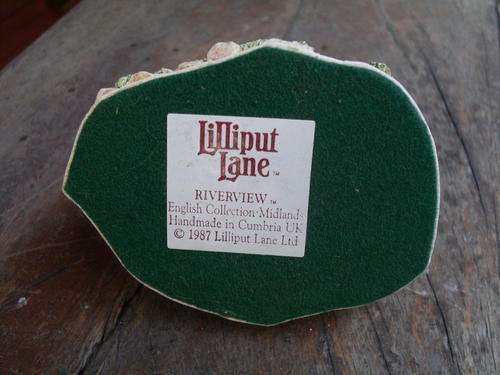 Lilliput
Lane™
RIVERVIEW™
English Collection·Midlands
Handmade in Cumbria UK
© 1987 Lilliput Lane Ltd